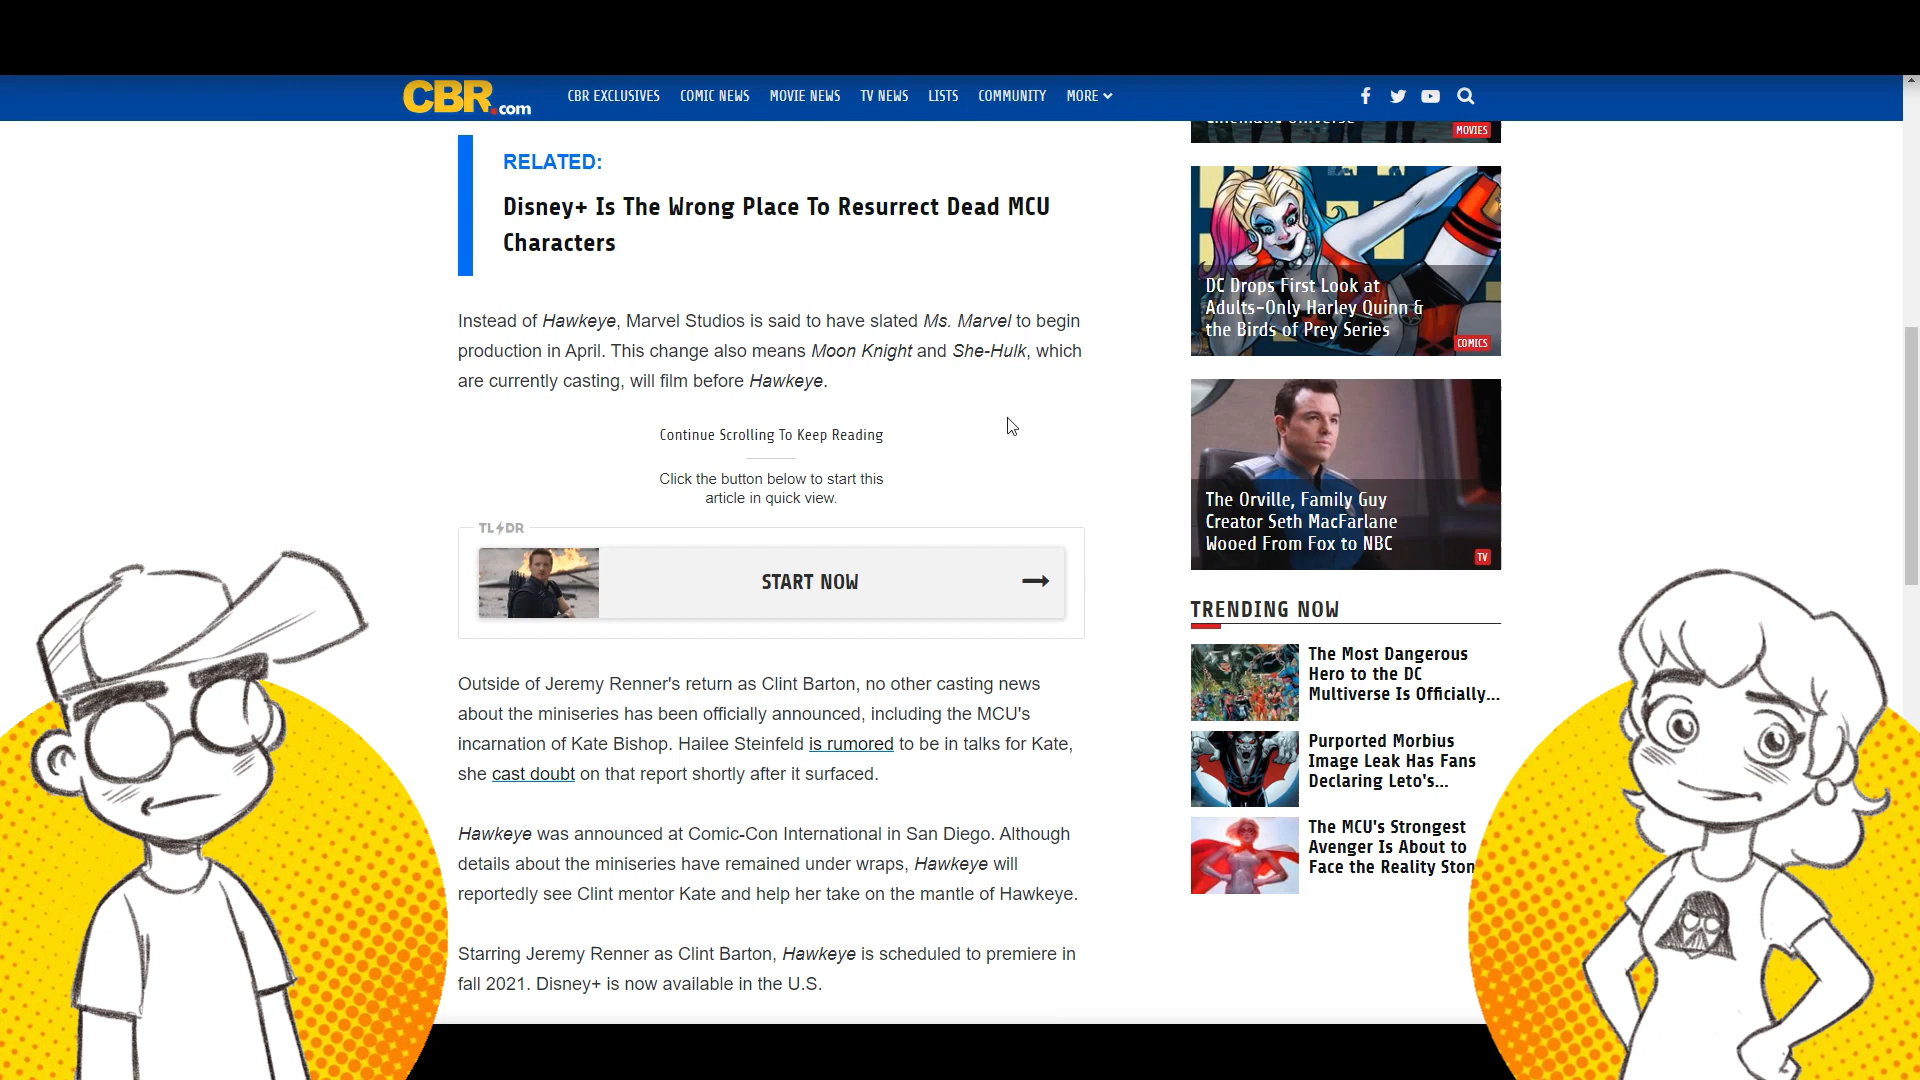 CBR.com
CBR EXCLUSIVES COMIC NEWS MOVIE NEWS TV NEWS LISTS COMMUNITY MORE
RELATED:
Disney+ Is The Wrong Place To Resurrect Dead MCU
Characters
Instead of Hawkeye, Marvel Studios is said to have slated Ms. Marvel to begin
production in April. This change also means Moon Knight and She-Hulk, which
are currently casting, will film before Hawkeye.
Continue Scrolling To Keep Reading
Click the button below to start this
article in quick view.
TL DR
START NOW
Outside of Jeremy Renner's return as Clint Barton, no other casting news
about the miniseries has been officially announced, including the MCU's
incarnation of Kate Bishop. Hailee Steinfeld is rumored to be in talks for Kate,
she cast doubt on that report shortly after it surfaced.
Hawkeye was announced at Comic-Con International in San Diego. Although
details about the miniseries have remained under wraps, Hawkeye will
reportedly see Clint mentor Kate and help her take on the mantle of Hawkeye.
Starring Jeremy Renner as Clint Barton, Hawkeye is scheduled to premiere in
fall 2021. Disney+ is now available in the U.S.
Cinematic Universe
MOVIES
DC Drops First Look at
Adults-Only Harley Quinn &
the Birds of Prey Series
COMICS
The Orville, Family Guy
Creator Seth MacFarlane
Wooed From Fox to NBC
TV
TRENDING NOW
The Most Dangerous
Hero to the DC
Multiverse Is Officially...
Purported Morbius
Image Leak Has Fans
Declaring Leto's...
The MCU's Strongest
Avenger Is About to
Face the Reality Ston